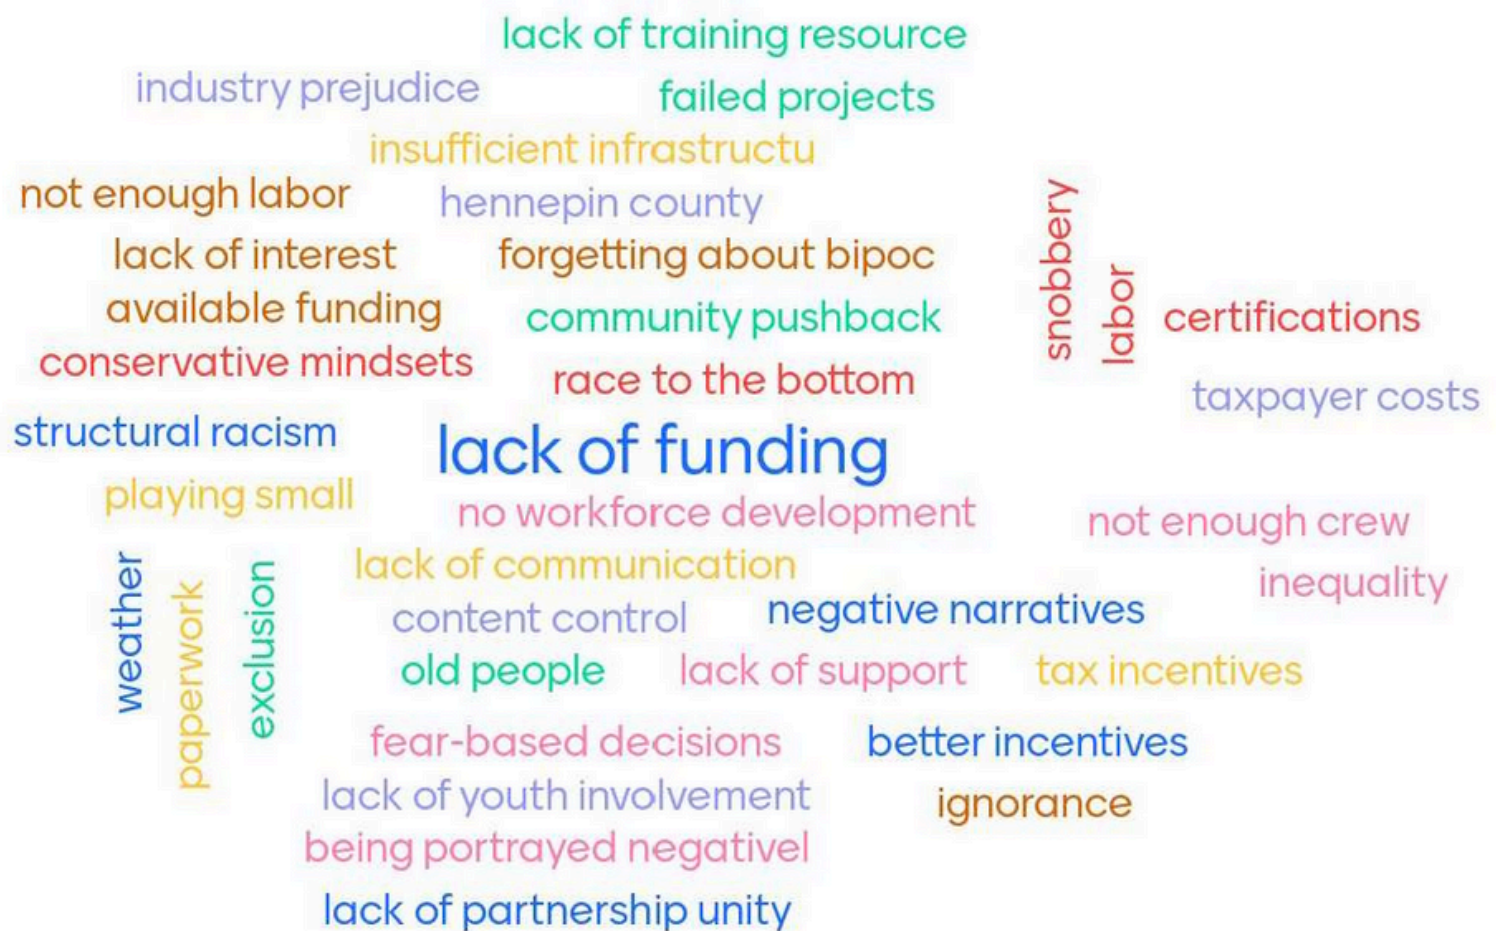 lack of training resource
industry prejudice
failed projects
insufficient infrastructu
not enough labor
hennepin county
snobbery
lack of interest
forgetting about bipoc
labor
available funding
community pushback
certifications
conservative mindsets
race to the bottom
taxpayer costs
structural racism
lack of funding
playing small
no workforce development
not enough crew
weather
paperwork
exclusion
lack of communication
inequality
content control
negative narratives
old people
lack of support
tax incentives
fear-based decisions
better incentives
lack of youth involvement
ignorance
being portrayed negativel
lack of partnership unity